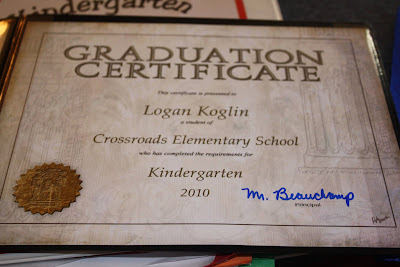 Kindergarten
GRADUATION
CERTIFICATE
This certificate is presented to
Logan Koglin
a student of
Crossroads Elementary School
who has completed the requirements for
Kindergarten
2010
M. Beauchamp
Principal